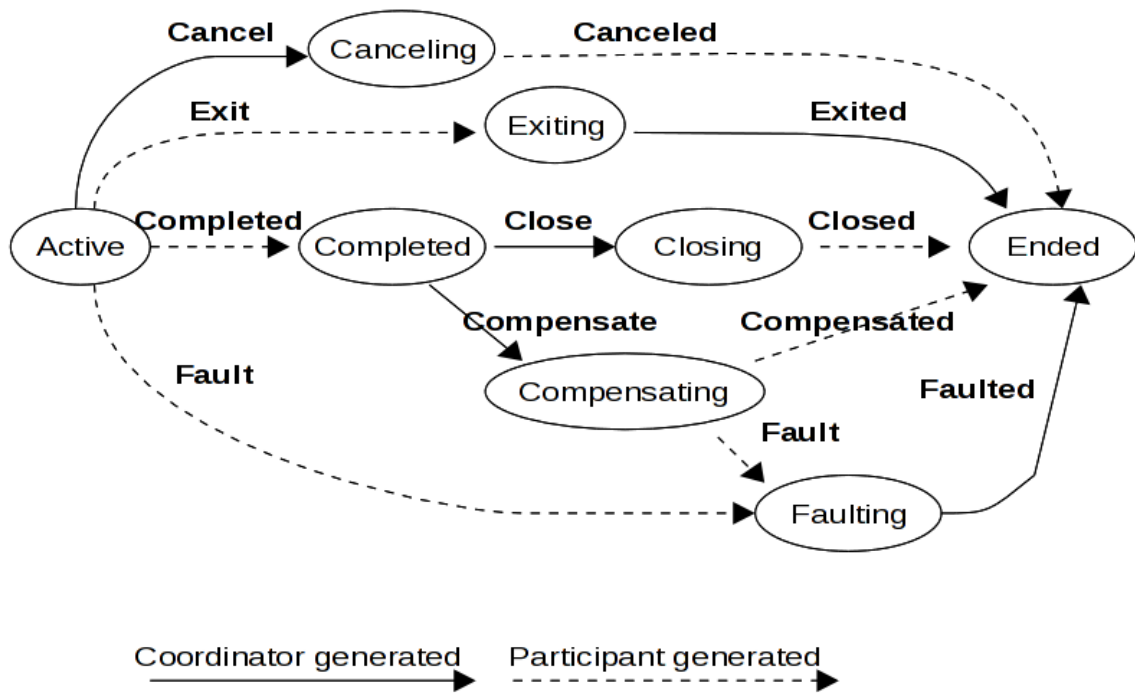 Cancel
Canceling
Canceled
Exit
Exiting
Exited
Active
Completed
Completed
Close
Closing
Closed
Ended
Compensate
Compensated
Fault
Compensating
Faulted
Fault
Faulting
Coordinator generated
Participant generated